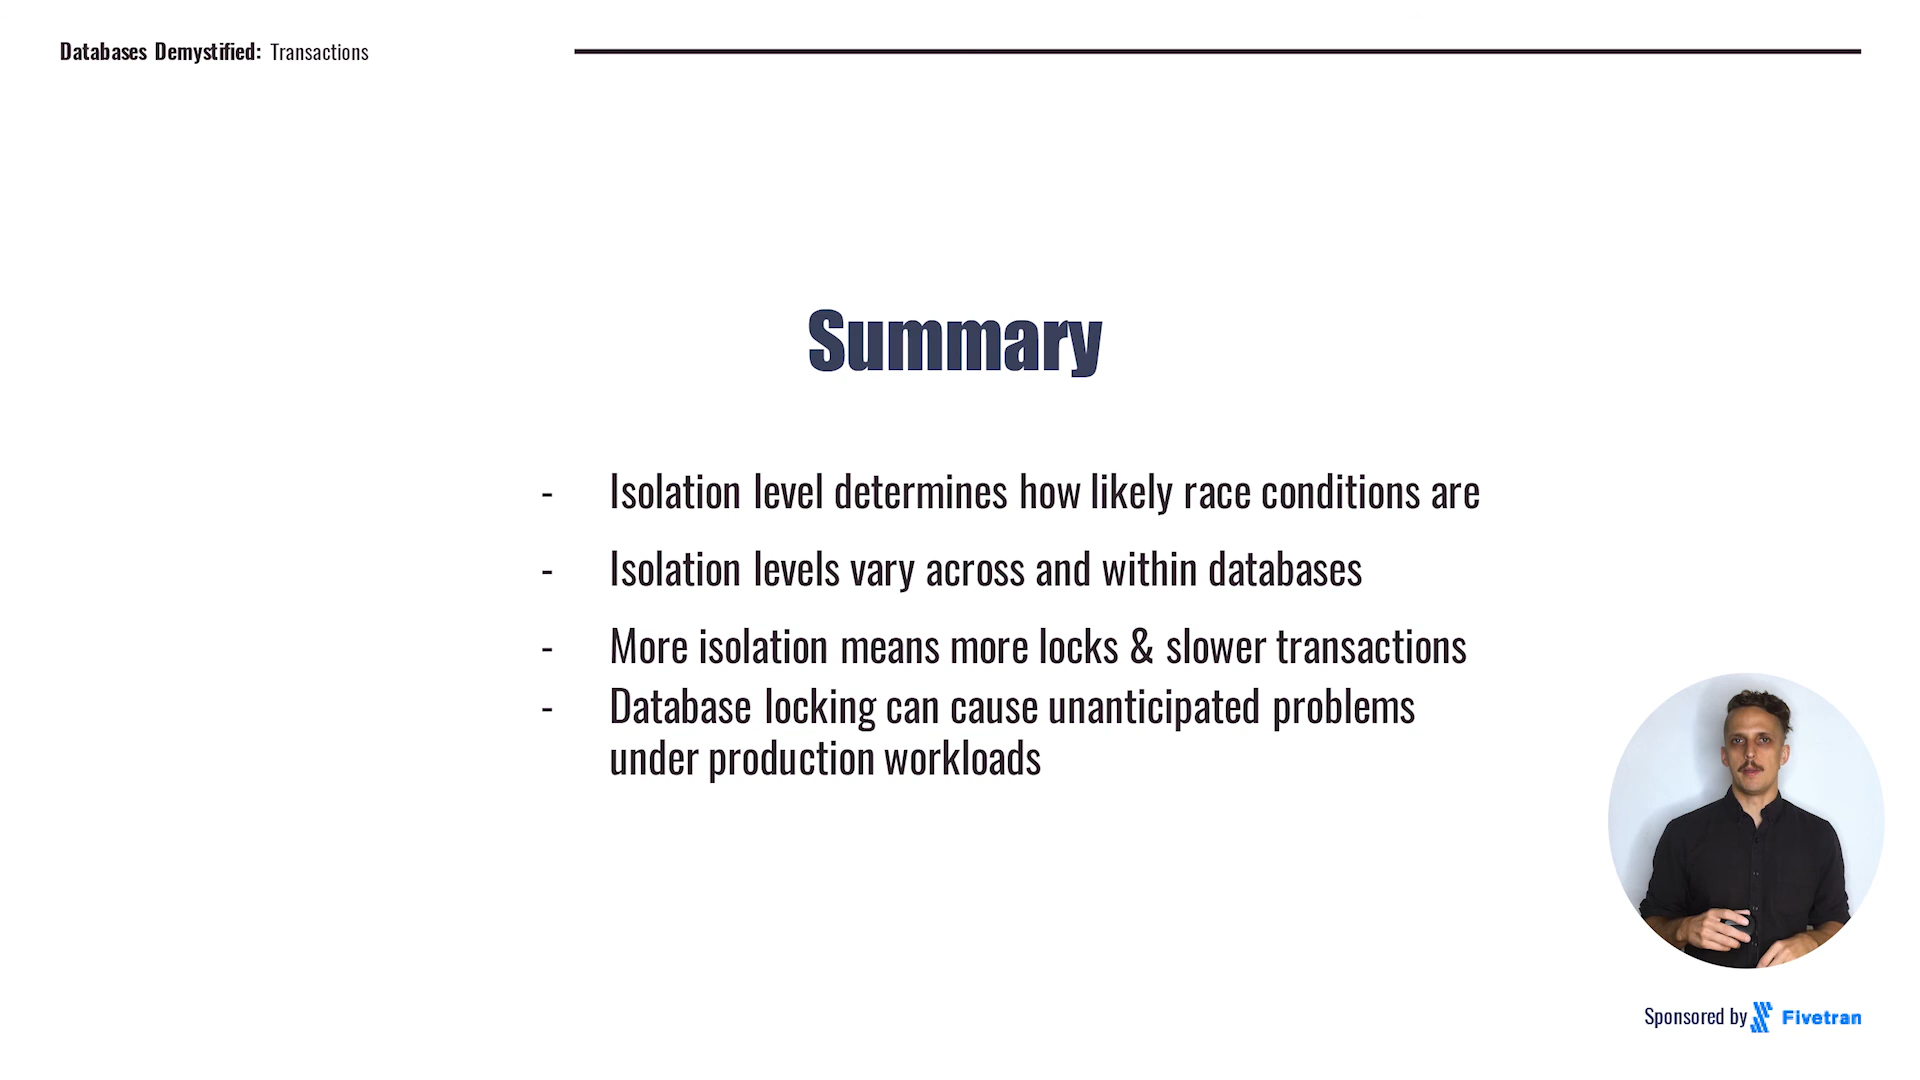 Databases Demystified: Transactions
Summary
- Isolation level determines how likely race conditions are
- Isolation levels vary across and within databases
- More isolation means more locks & slower transactions
- Database locking can cause unanticipated problems
under production workloads
Sponsored by Fivetran